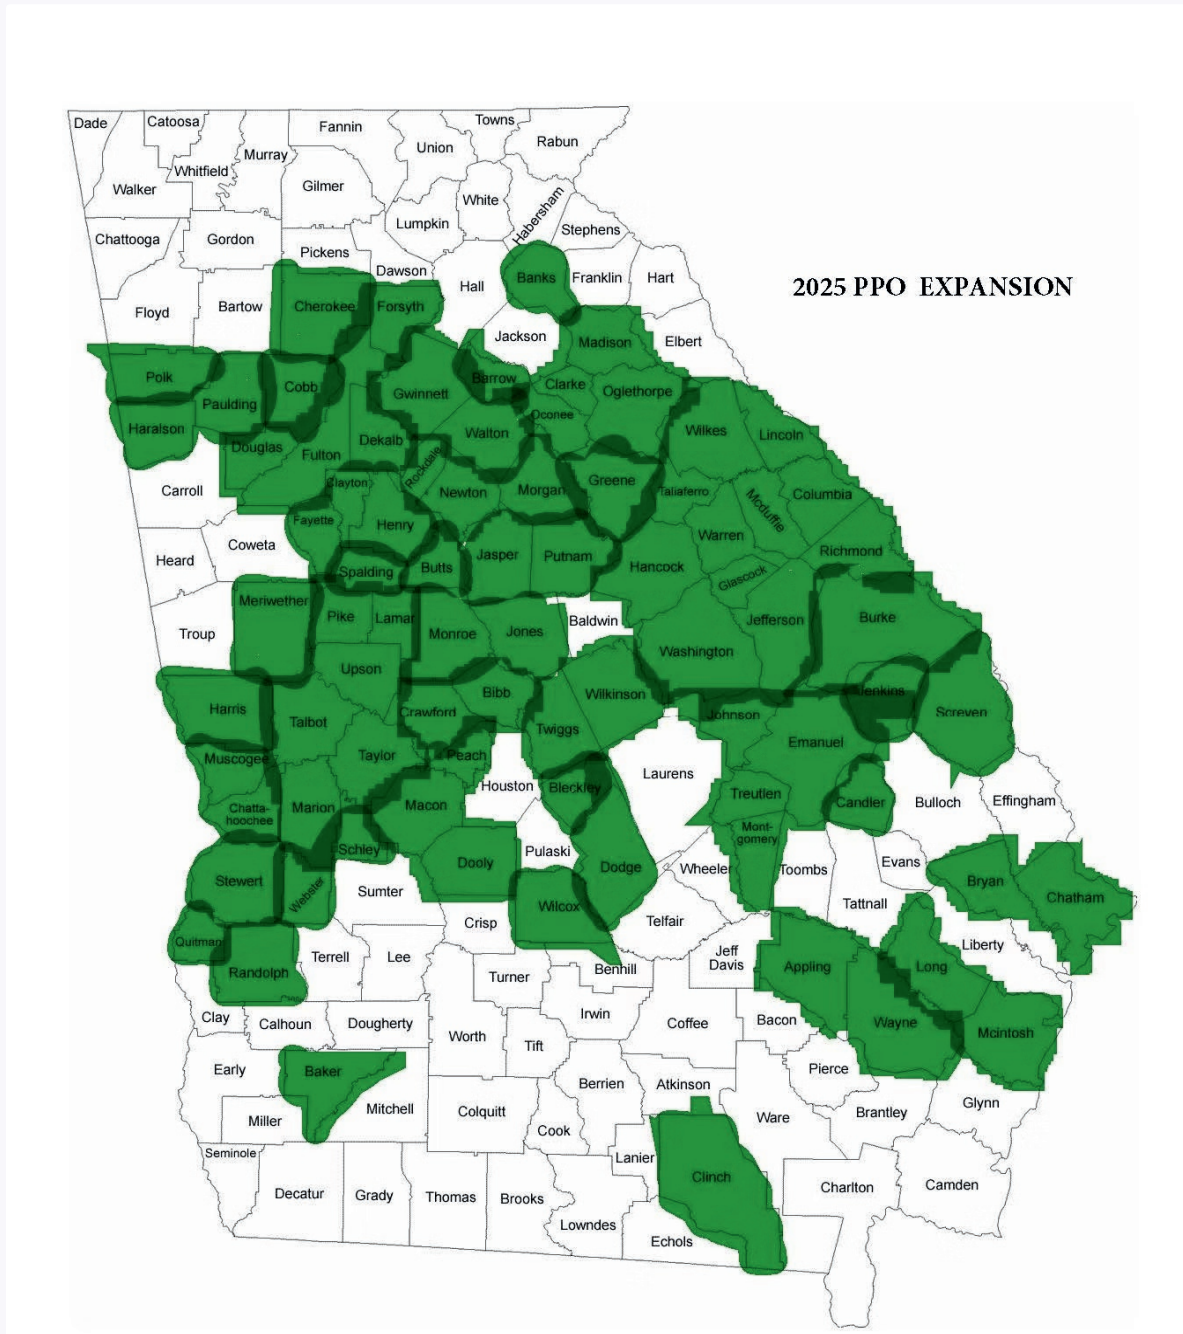 Dade
Catoosa
Fannin
Towns
Union
Rabun
Murray
Whitfield
Walker
Gilmer
White
Habersham
Lumpkin
Stephens
Chattooga
Gordon
Pickens
Dawson
Hall
Banks
Franklin
Hart
2025 PPO EXPANSION
Floyd
Bartow
Cherokee
Forsyth
Jackson
Madison
Elbert
Polk
Paulding
Cobb
Gwinnett
Barrow
Clarke
Oglethorpe
Oconee
Haralson
Douglas
Fulton
Dekalb
Walton
Wilkes
Lincoln
Rockdale
Carroll
Clayton
Newton
Morgan
Greene
Taliaferro
Mcduffie
Columbia
Fayette
Henry
Warren
Heard
Coweta
Spalding
Butts
Jasper
Putnam
Hancock
Glascock
Richmond
Meriwether
Pike
Lamar
Monroe
Jones
Baldwin
Washington
Jefferson
Burke
Troup
Upson
Bibb
Wilkinson
Jenkins
Harris
Talbot
Crawford
Twiggs
Johnson
Screven
Emanuel
Muscogee
Taylor
Peach
Houston
Bleckley
Laurens
Treutlen
Candler
Bulloch
Effingham
Chatta-
hoochee
Marion
Macon
Mont-
gomery
Schley
Dooly
Pulaski
Dodge
Wheeler
Toombs
Evans
Bryan
Chatham
Stewert
Webster
Sumter
Wilcox
Tattnall
Quitman
Crisp
Telfair
Liberty
Randolph
Terrell
Lee
Turner
Benhill
Jeff
Davis
Appling
Long
Clay
Calhoun
Dougherty
Worth
Tift
Irwin
Coffee
Bacon
Wayne
Mcintosh
Early
Baker
Mitchell
Miller
Colquitt
Berrien
Cook
Atkinson
Pierce
Ware
Brantley
Glynn
Seminole
Decatur
Grady
Thomas
Brooks
Lanier
Clinch
Charlton
Camden
Lowndes
Echols